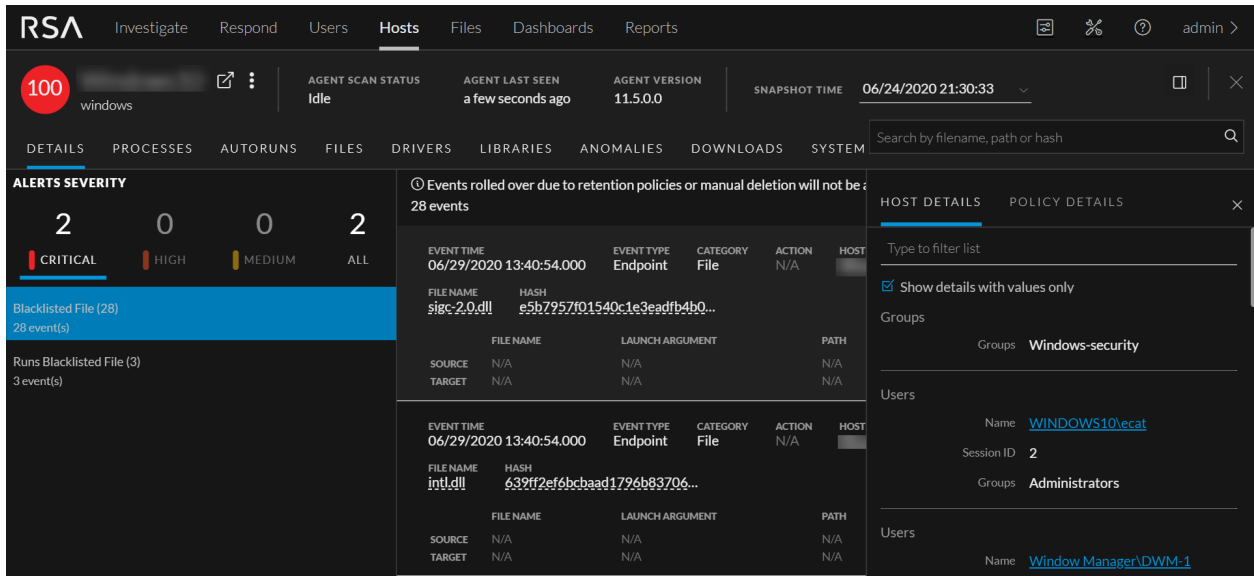 RSA Investigate Respond Users Hosts Files Dashboards Reports admin
100 windows
AGENT SCAN STATUS
Idle
AGENT LAST SEEN
a few seconds ago
AGENT VERSION
11.5.0.0
SNAPSHOT TIME 06/24/2020 21:30:33
DETAILS PROCESSES AUTORUNS FILES DRIVERS LIBRARIES ANOMALIES DOWNLOADS SYSTEM
Search by filename, path or hash
ALERTS SEVERITY
2 0 0 2
CRITICAL HIGH MEDIUM ALL
Blacklisted File (28)
28 event(s)
Runs Blacklisted File (3)
3 event(s)
Events rolled over due to retention policies or manual deletion will not be a
28 events
EVENT TIME EVENT TYPE CATEGORY ACTION HOST
06/29/2020 13:40:54.000 Endpoint File N/A
FILE NAME HASH
sigc-2.0.dll e5b7957f01540c1e3eadfb4b0...
FILE NAME LAUNCH ARGUMENT PATH
SOURCE N/A N/A N/A
TARGET N/A N/A N/A
EVENT TIME EVENT TYPE CATEGORY ACTION HOST
06/29/2020 13:40:54.000 Endpoint File N/A
FILE NAME HASH
intl.dll 639ff2ef6bcbaad1796b83706...
FILE NAME LAUNCH ARGUMENT PATH
SOURCE N/A N/A N/A
TARGET N/A N/A N/A
HOST DETAILS POLICY DETAILS
Type to filter list
Show details with values only
Groups
Groups Windows-security
Users
Name WINDOWS10\ecat
Session ID 2
Groups Administrators
Users
Name Window Manager\DWM-1